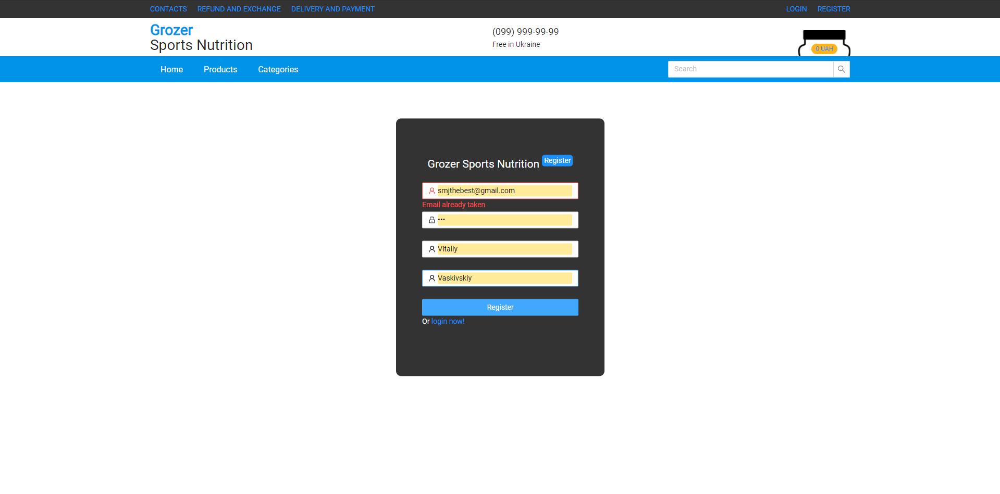 CONTACTS REFUND AND EXCHANGE DELIVERY AND PAYMENT LOGIN REGISTER
Grozer
Sports Nutrition
(099) 999-99-99
Free in Ukraine
0 UAH
Home Products Categories Search
Grozer Sports Nutrition Register
smjthebest@gmail.com
Email already taken
•••
Vitaliy
Vaskivskiy
Register
Or login now!